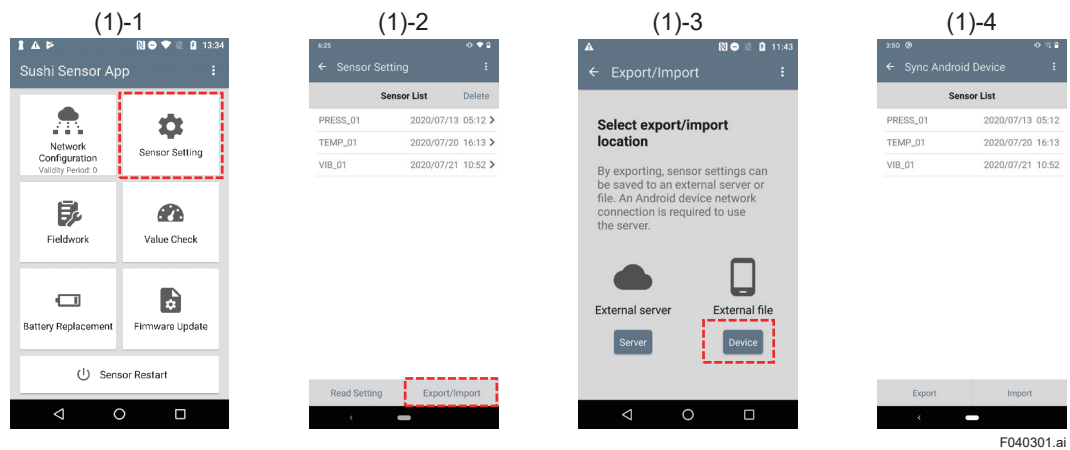 (1)-1
13:34
Sushi Sensor App
Network
Configuration
Validity Period: 0
Sensor Setting
Fieldwork
Value Check
Battery Replacement
Firmware Update
Sensor Restart
(1)-2
6:25
Sensor Setting
Sensor List Delete
PRESS_01 2020/07/13 05:12
TEMP_01 2020/07/20 16:13
VIB_01 2020/07/21 10:52
Read Setting Export/Import
(1)-3
11:43
Export/Import
Select export/import
location
By exporting, sensor settings can
be saved to an external server or
file. An Android device network
connection is required to use
the server.
External server External file
Server Device
(1)-4
3:50
Sync Android Device
Sensor List
PRESS_01 2020/07/13 05:12
TEMP_01 2020/07/20 16:13
VIB_01 2020/07/21 10:52
Export Import
F040301.ai